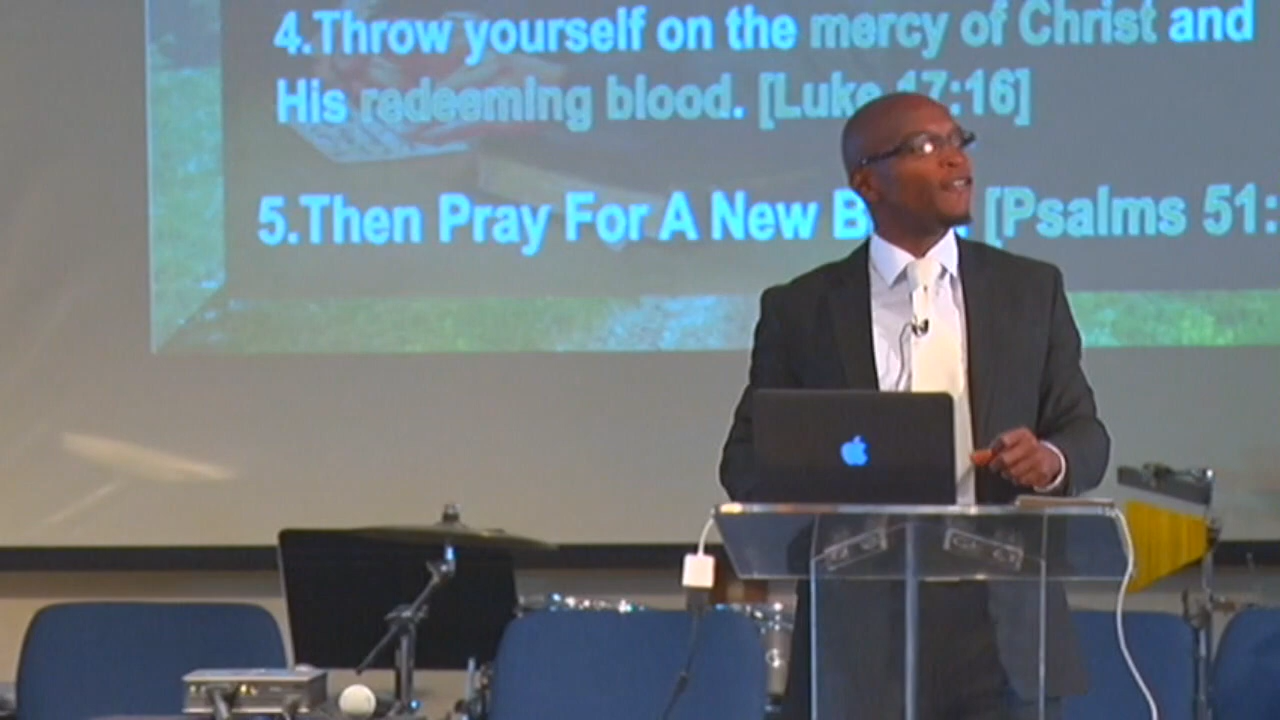 4.Throw yourself on the mercy of Christ and
His redeeming blood. [Luke 17:16]
5.Then Pray For A New [Psalms 51: